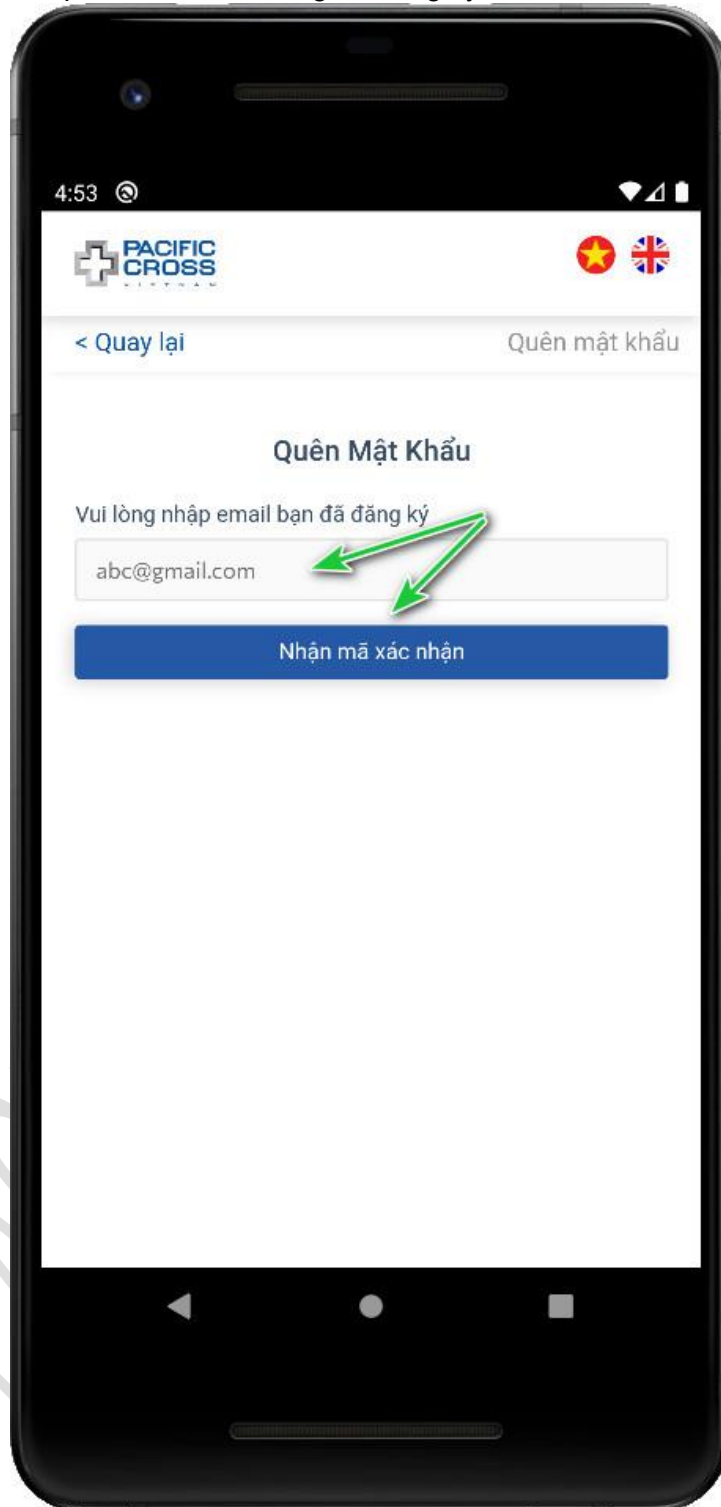 4:53
PACIFIC
CROSS
VIETNAM
< Quay lại Quên mật khẩu
Quên Mật Khẩu
Vui lòng nhập email bạn đã đăng ký
abc@gmail.com
Nhận mã xác nhận